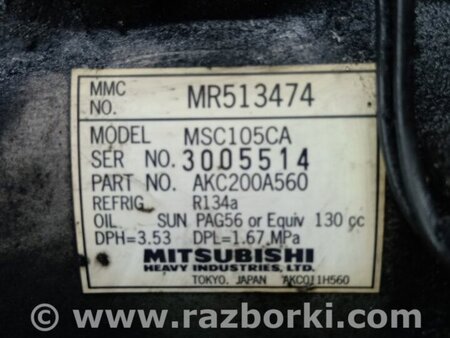 MMC NO. MR513474
MODEL MSC105CA
SER NO. 3005514
PART NO. AKC200A560
REFRIG R134a
OIL SUN PAG56 or Equiv 130 cc
DPH=3.53 DPL=1.67 MPa
MITSUBISHI
HEAVY INDUSTRIES, LTD.
TOKYO, JAPAN AKC011H560
www.razborki.com